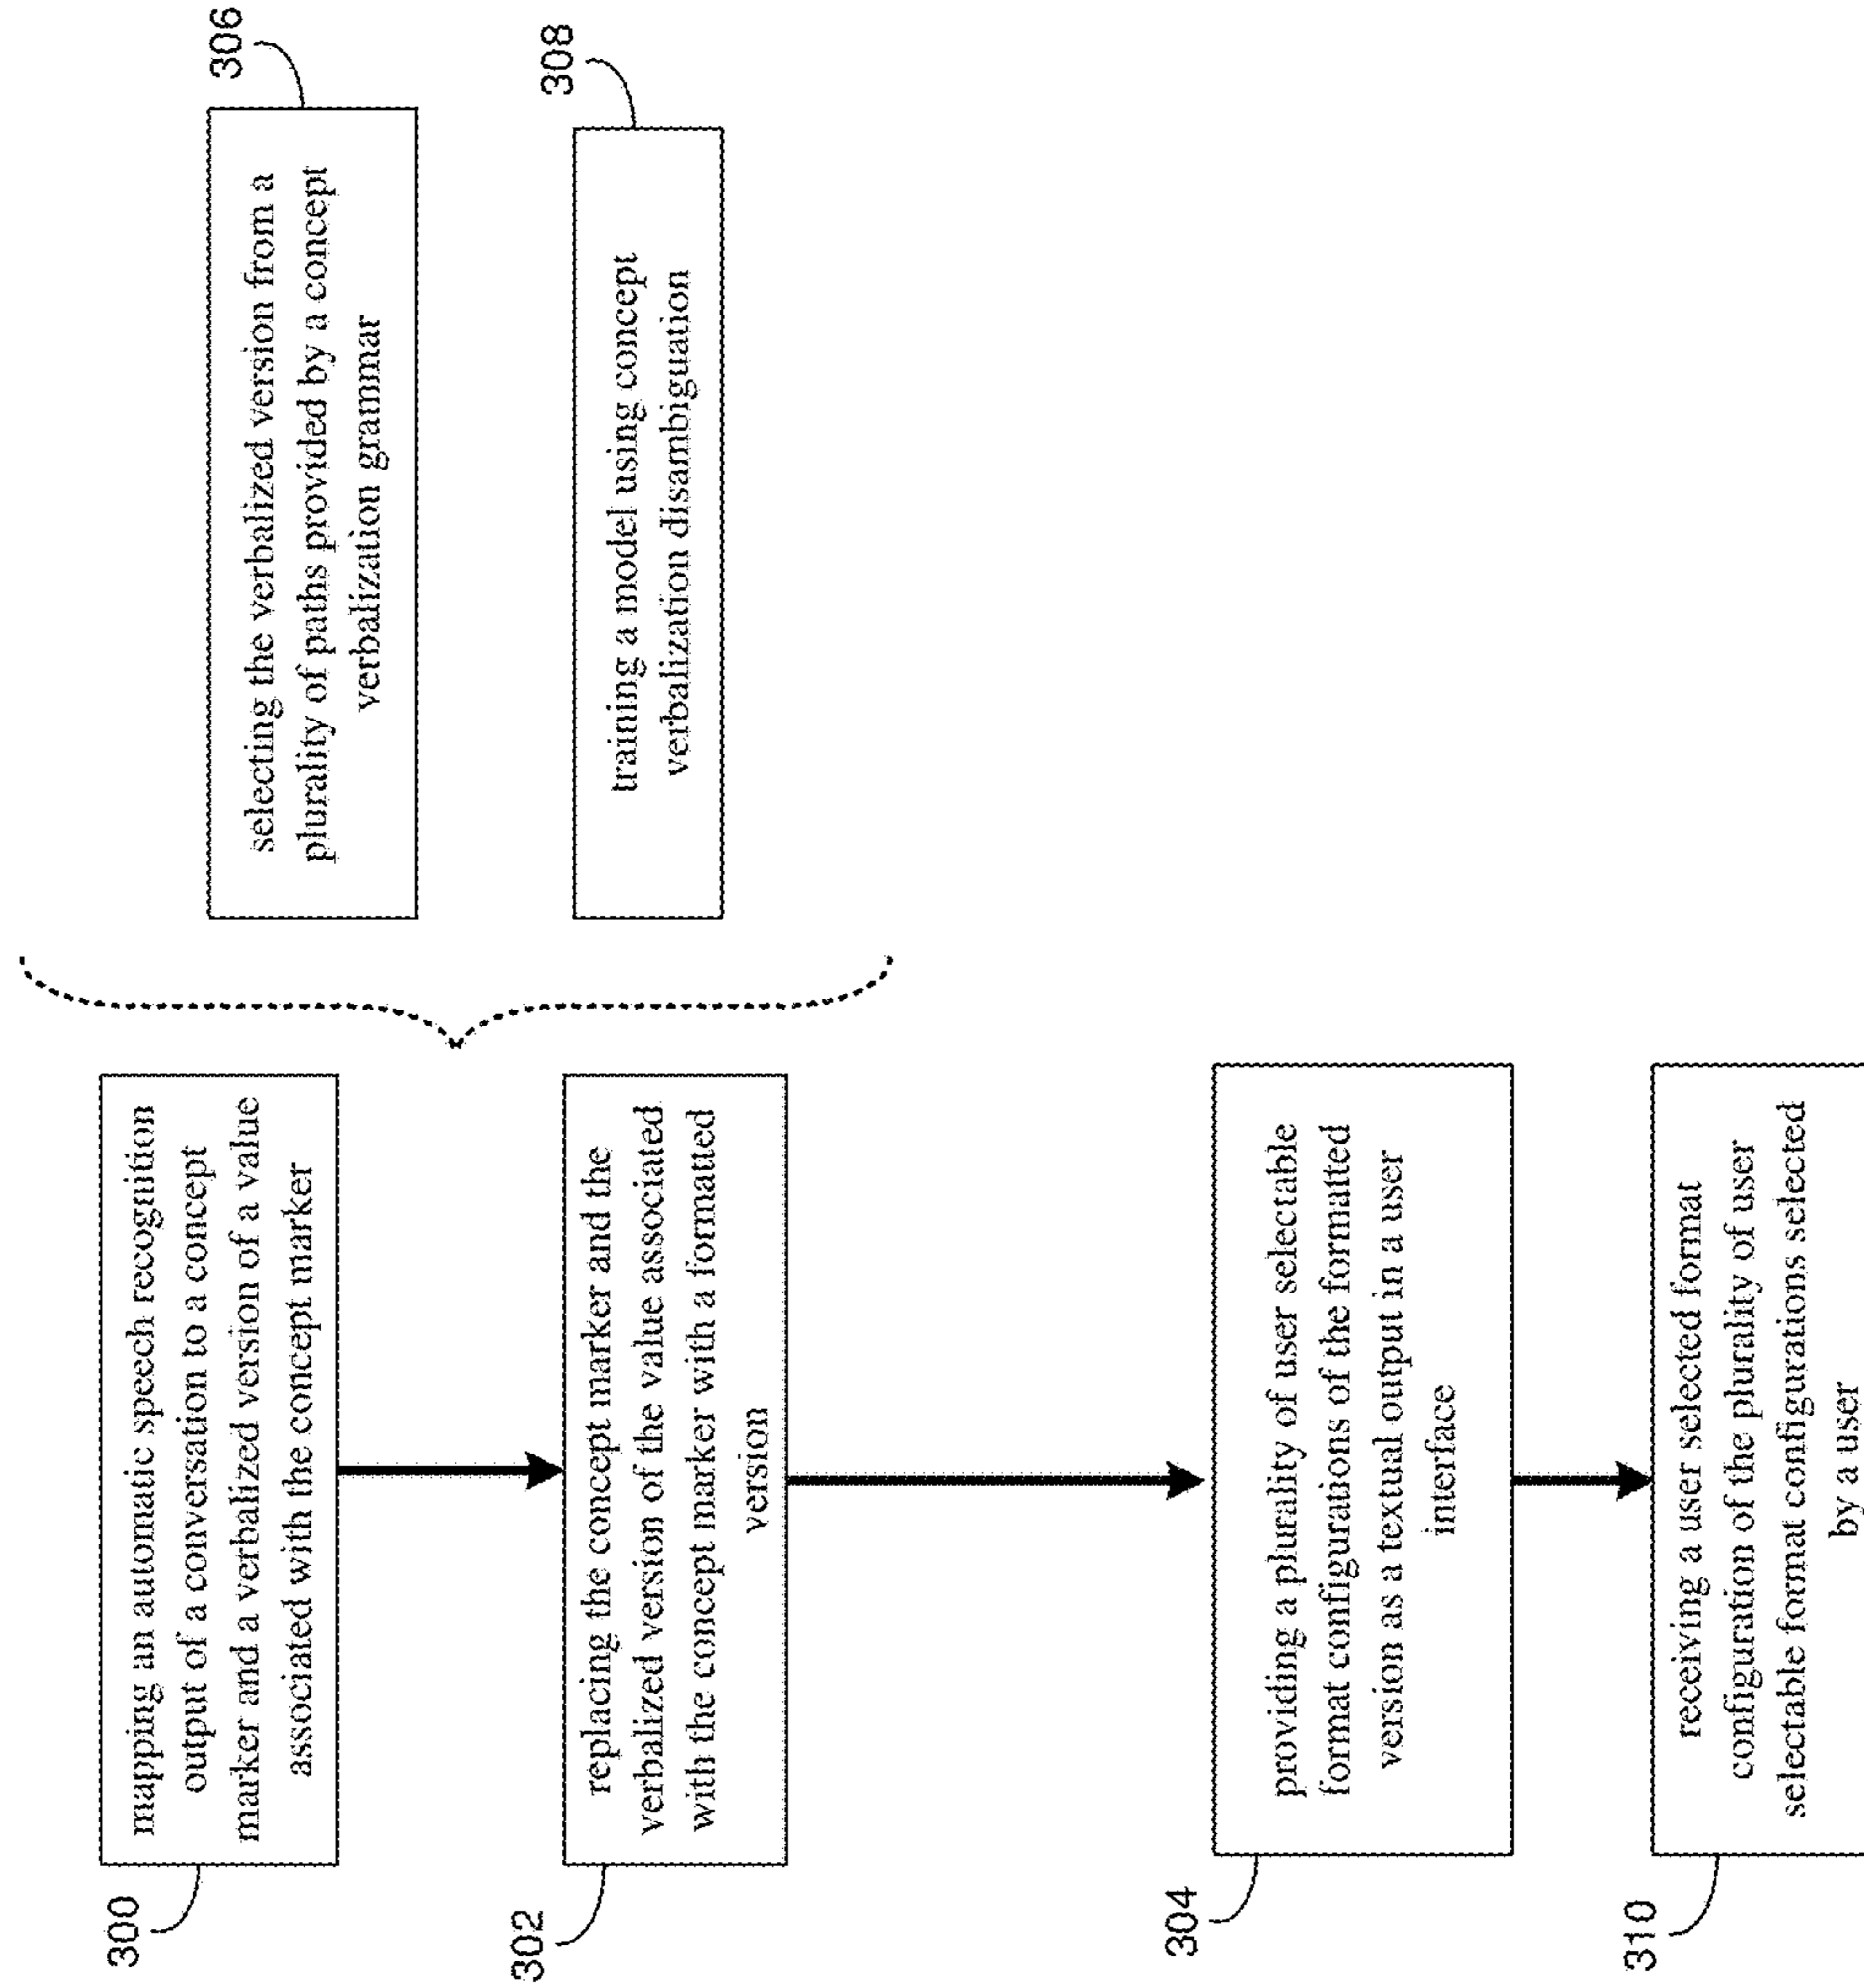 300
mapping an automatic speech recognition
output of a conversation to a concept
marker and a verbalized version of a value
associated with the concept marker
302
replacing the concept marker and the
verbalized version of the value associated
with the concept marker with a formatted
version
306
selecting the verbalized version from a
plurality of paths provided by a concept
verbalization grammar
308
training a model using concept
verbalization disambiguation
304
providing a plurality of user selectable
format configurations of the formatted
version as a textual output in a user
interface
310
receiving a user selected format
configuration of the plurality of user
selectable format configurations selected
by a user